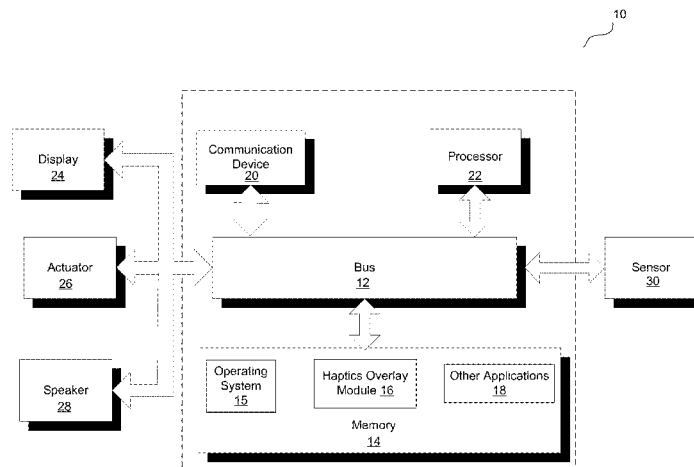 10
Communication
Device
20
Processor
22
Display
24
Actuator
26
Bus
12
Sensor
30
Speaker
28
Operating
System
15
Haptics Overlay
Module 16
Other Applications
18
Memory
14